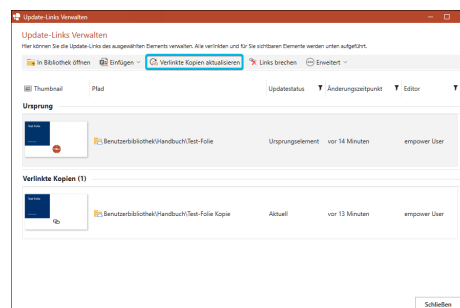 Update-Links Verwalten
Update-Links Verwalten
Hier können Sie die Update-Links des ausgewählten Elements verwalten. Alle verlinkten und für Sie sichtbaren Elemente werden unten aufgeführt.
In Bibliothek öffnen Einfügen Verlinkte Kopien aktualisieren Links brechen Erweitert
Thumbnail Pfad Updatestatus Änderungszeitpunkt Editor
Ursprung
Test-Folie
Benutzerbibliothek\Handbuch\Test-Folie Ursprungselement vor 14 Minuten empower User
Verlinkte Kopien (1)
Test-Folie
Benutzerbibliothek\Handbuch\Test-Folie Kopie Aktuell vor 13 Minuten empower User
Schließen